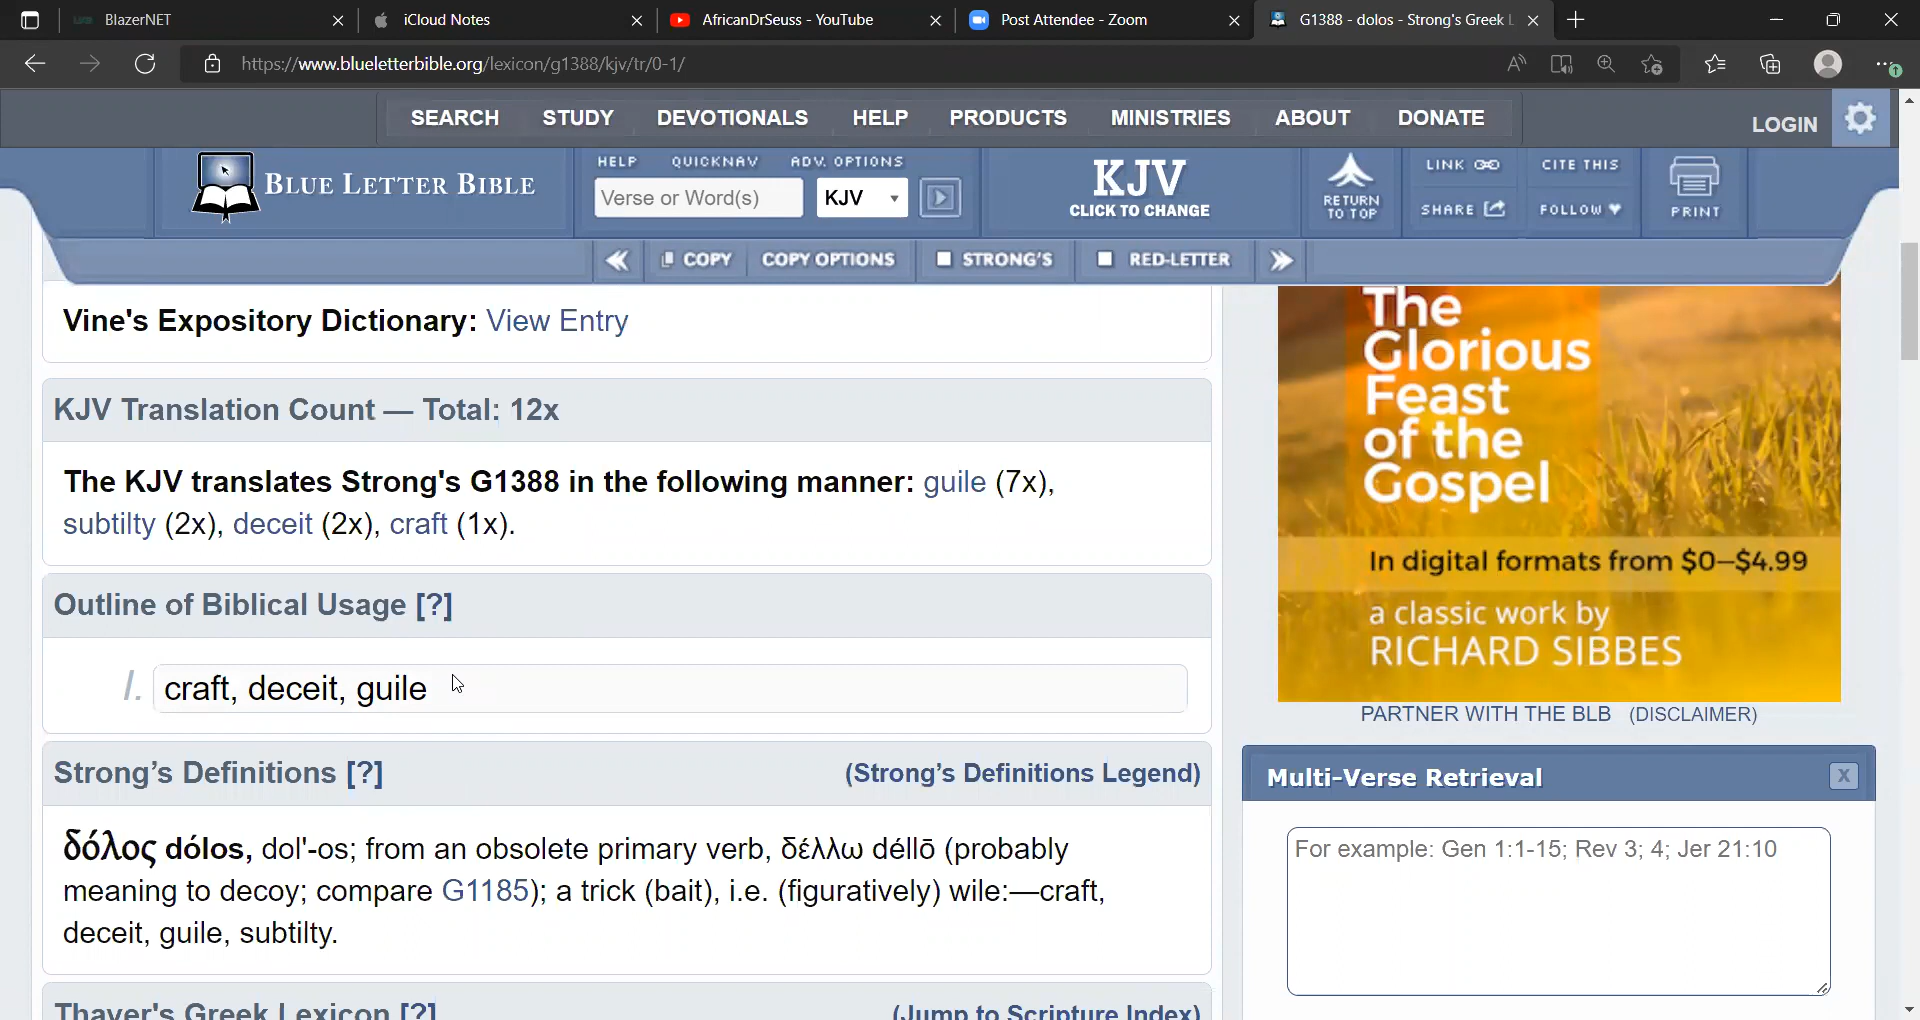 BlazerNET
iCloud Notes
AfricanDrSeuss - YouTube
Post Attendee - Zoom
G1388 - dolos - Strong's Greek L
https://www.blueletterbible.org/lexicon/g1388/kjv/tr/0-1/
SEARCH STUDY DEVOTIONALS HELP PRODUCTS MINISTRIES ABOUT DONATE
LOGIN
BLUE LETTER BIBLE
HELP QUICKNAV ADV. OPTIONS
Verse or Word(s)
KJV
KJV
CLICK TO CHANGE
RETURN
TO TOP
LINK
CITE THIS
SHARE
FOLLOW
PRINT
COPY COPY OPTIONS STRONG'S RED-LETTER
Vine's Expository Dictionary: View Entry
KJV Translation Count — Total: 12x
The KJV translates Strong's G1388 in the following manner: guile (7x),
subtilty (2x), deceit (2x), craft (1x).
Outline of Biblical Usage [?]
I. craft, deceit, guile
Strong’s Definitions [?] (Strong’s Definitions Legend)
δόλος dólos, dol'-os; from an obsolete primary verb, δέλλω déllō (probably
meaning to decoy; compare G1185); a trick (bait), i.e. (figuratively) wile:—craft,
deceit, guile, subtilty.
Thayer's Greek Lexicon [?] (Jump to Scripture Index)
The
Glorious
Feast
of the
Gospel
In digital formats from $0–$4.99
a classic work by
RICHARD SIBBES
PARTNER WITH THE BLB (DISCLAIMER)
Multi-Verse Retrieval
x
For example: Gen 1:1-15; Rev 3; 4; Jer 21:10